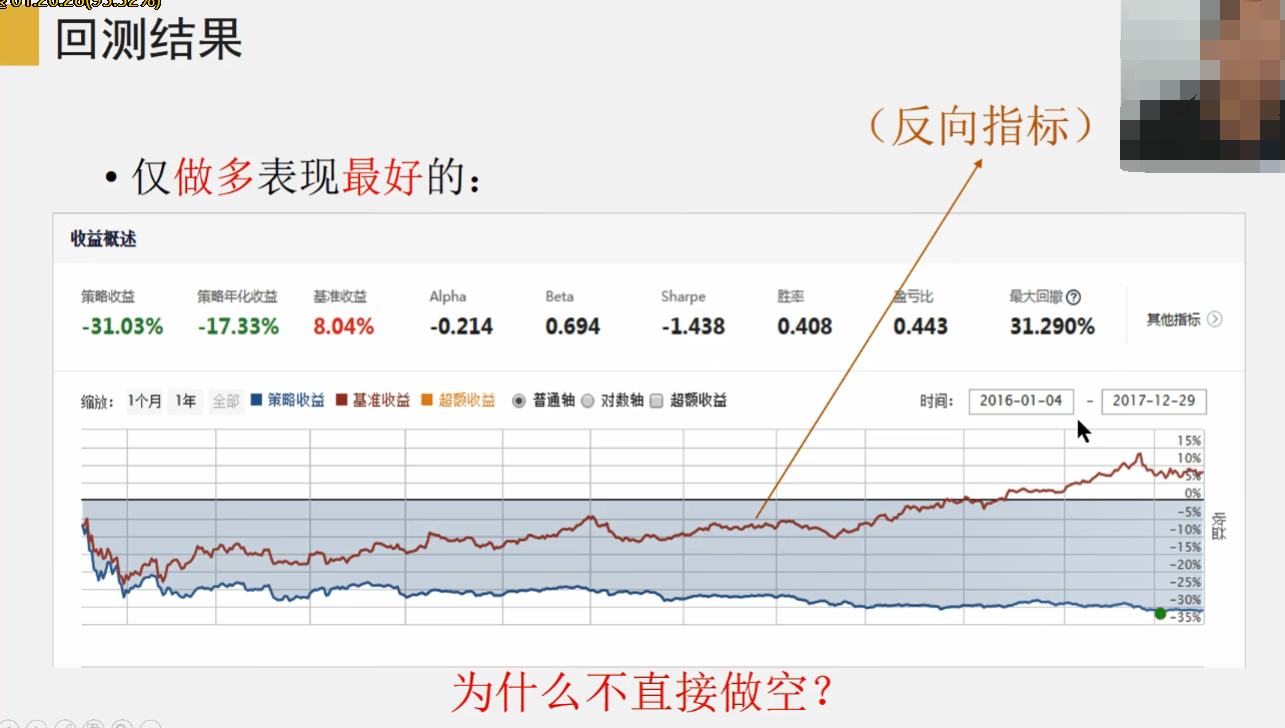 01:20:28(93.32%)
回测结果
（反向指标）
• 仅做多表现最好的：
收益概述
策略收益 策略年化收益 基准收益 Alpha Beta Sharpe 胜率 盈亏比 最大回撤
-31.03% -17.33% 8.04% -0.214 0.694 -1.438 0.408 0.443 31.290% 其他指标
缩放： 1个月 1年 全部 策略收益 基准收益 超额收益 普通轴 对数轴 超额收益 时间： 2016-01-04 - 2017-12-29
15%
10%
5%
0%
-5%
-10%
-15%
-20%
-25%
-30%
-35%
收益
为什么不直接做空？